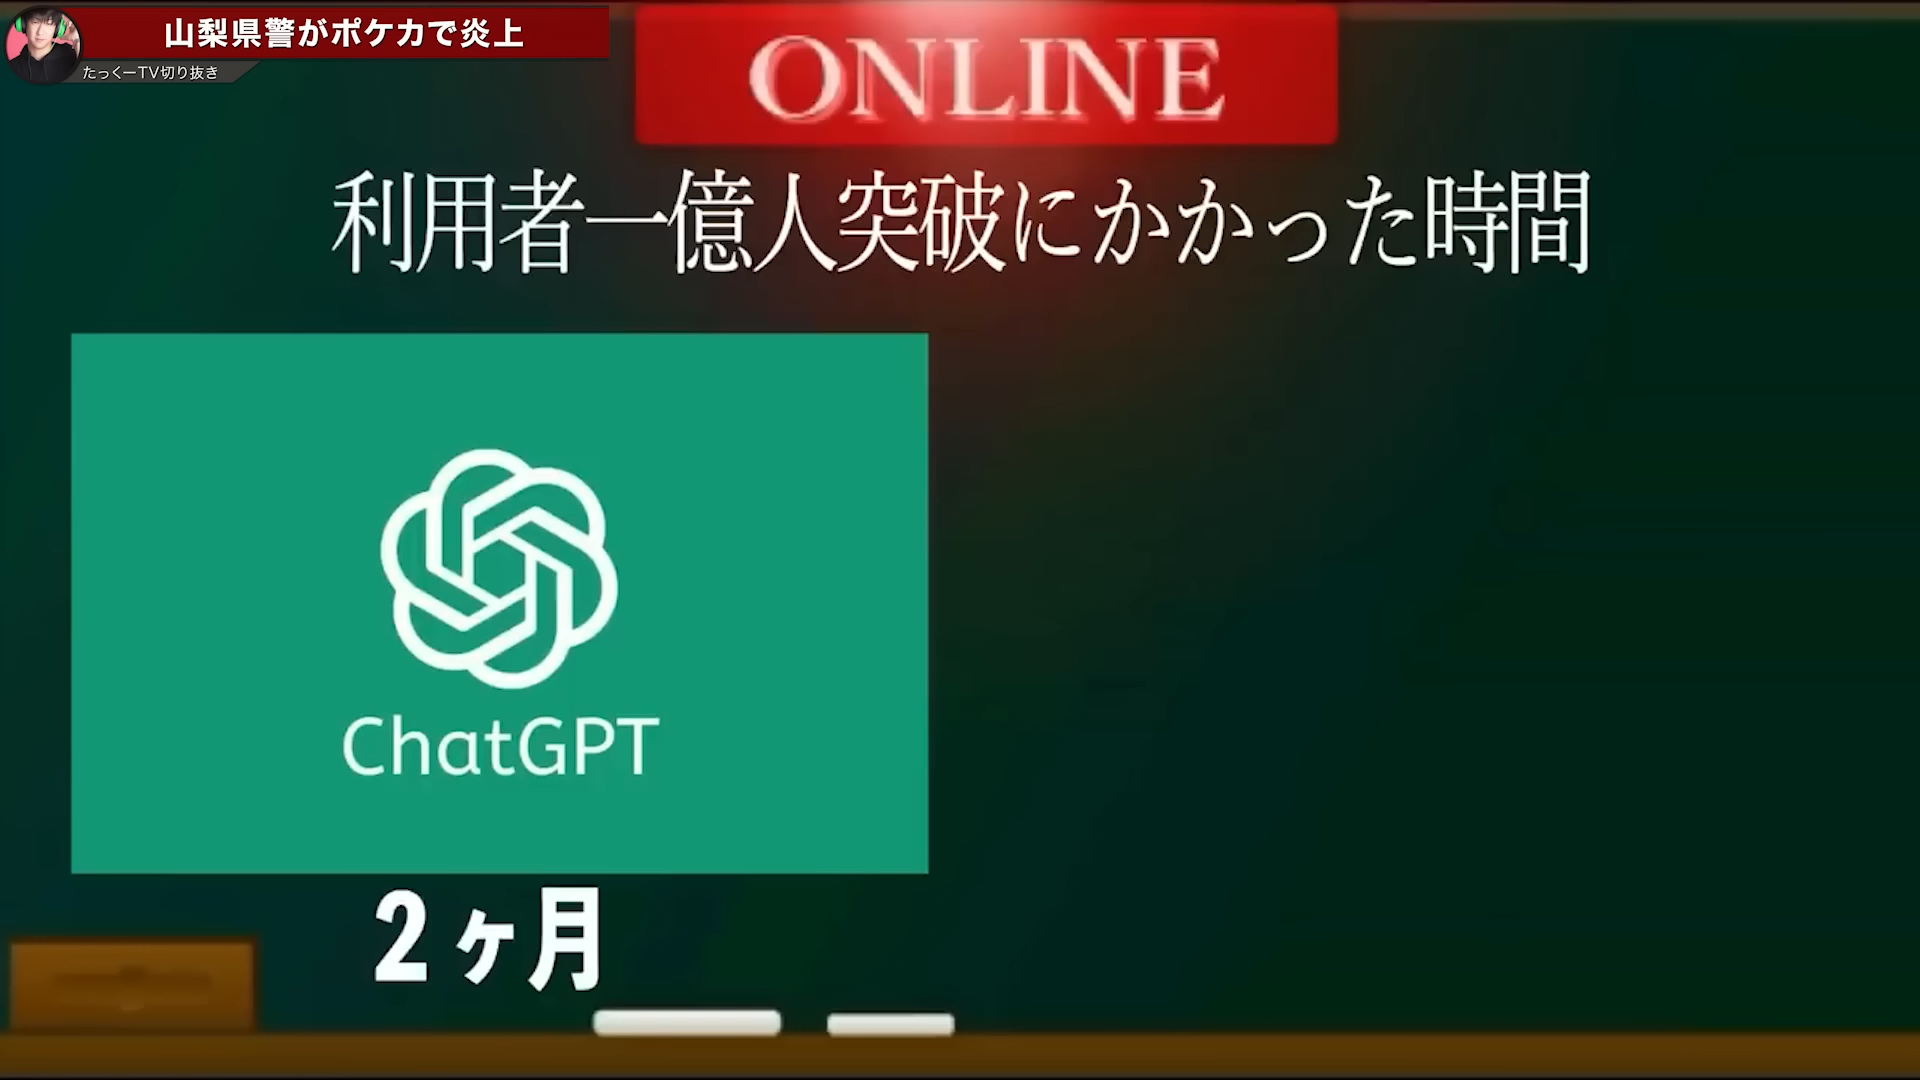 山梨県警がポケカで炎上
たっくーTV切り抜き
ONLINE
利用者一億人突破にかかった時間
ChatGPT
2ヶ月